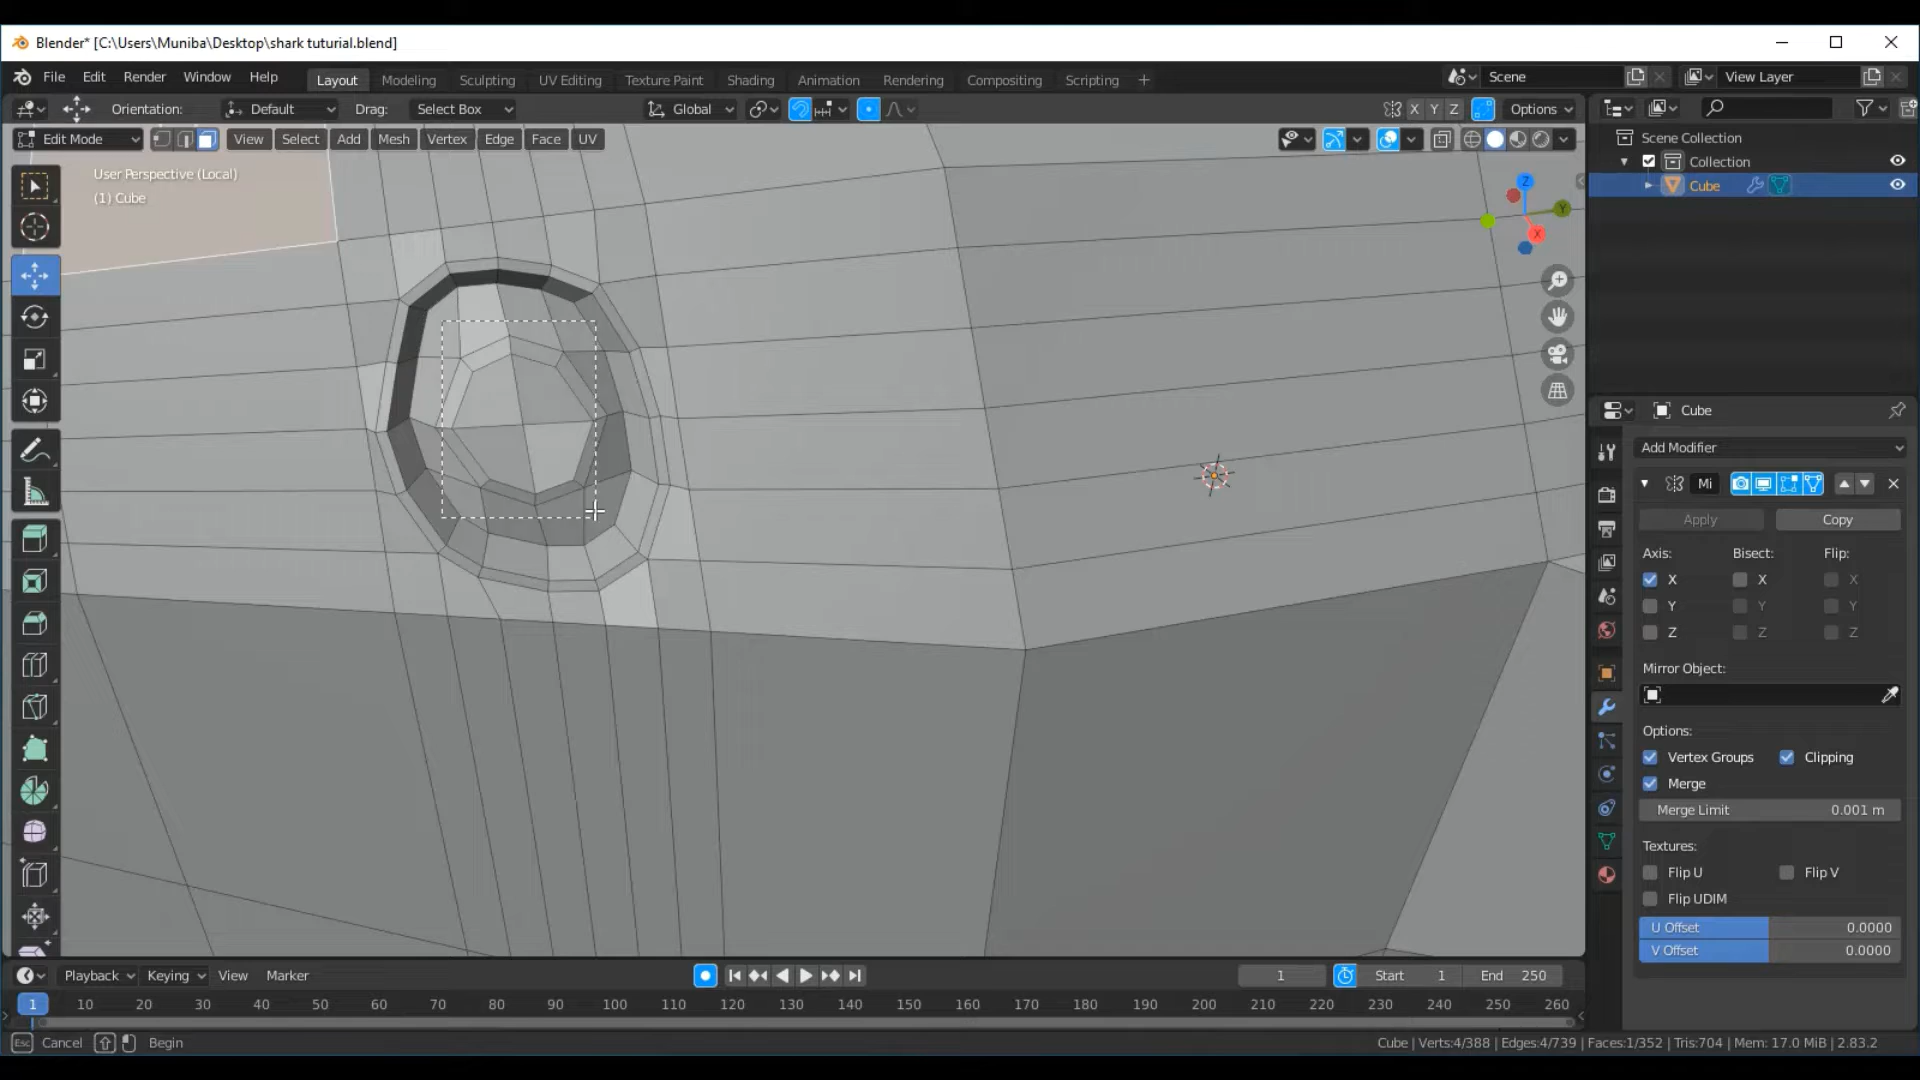 Blender* [C:\Users\Muniba\Desktop\shark tuturial.blend]
File Edit Render Window Help Layout Modeling Sculpting UV Editing Texture Paint Shading Animation Rendering Compositing Scripting + Scene View Layer
Orientation: Default Drag: Select Box Global X Y Z Options
Edit Mode View Select Add Mesh Vertex Edge Face UV
Scene Collection
Collection
Cube
User Perspective (Local)
(1) Cube
Z
Y
X
Cube
Add Modifier
Mi
Apply Copy
Axis: Bisect: Flip:
X X X
Y Y Y
Z Z Z
Mirror Object:
Options:
Vertex Groups Clipping
Merge
Merge Limit 0.001 m
Textures:
Flip U Flip V
Flip UDIM
U Offset 0.0000
V Offset 0.0000
Playback Keying View Marker 1 Start 1 End 250
1 10 20 30 40 50 60 70 80 90 100 110 120 130 140 150 160 170 180 190 200 210 220 230 240 250 260
Esc Cancel Begin Cube | Verts:4/388 | Edges:4/739 | Faces:1/352 | Tris:704 | Mem: 17.0 MiB | 2.83.2